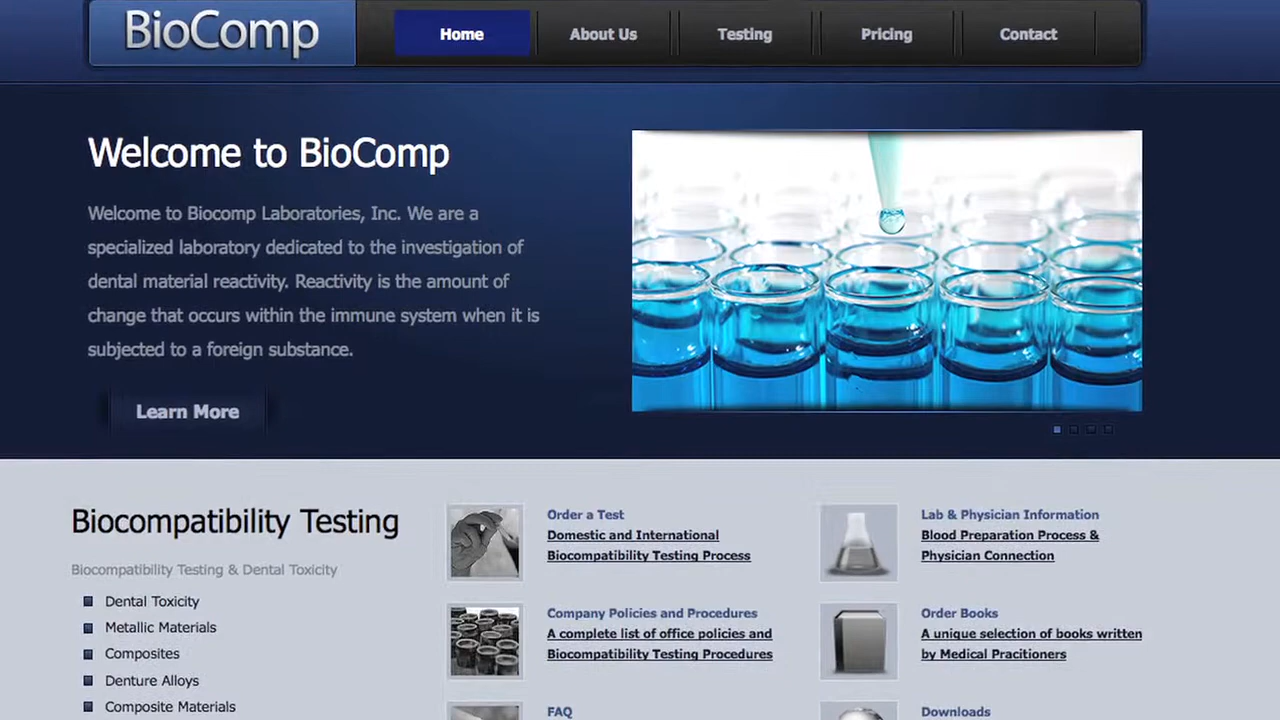 BioComp
Home
About Us
Testing
Pricing
Contact
Welcome to BioComp
Welcome to Biocomp Laboratories, Inc. We are a
specialized laboratory dedicated to the investigation of
dental material reactivity. Reactivity is the amount of
change that occurs within the immune system when it is
subjected to a foreign substance.
Learn More
Biocompatibility Testing
Biocompatibility Testing & Dental Toxicity
Dental Toxicity
Metallic Materials
Composites
Denture Alloys
Composite Materials
Order a Test
Domestic and International
Biocompatibility Testing Process
Company Policies and Procedures
A complete list of office policies and
Biocompatibility Testing Procedures
FAQ
Lab & Physician Information
Blood Preparation Process &
Physician Connection
Order Books
A unique selection of books written
by Medical Pracitioners
Downloads